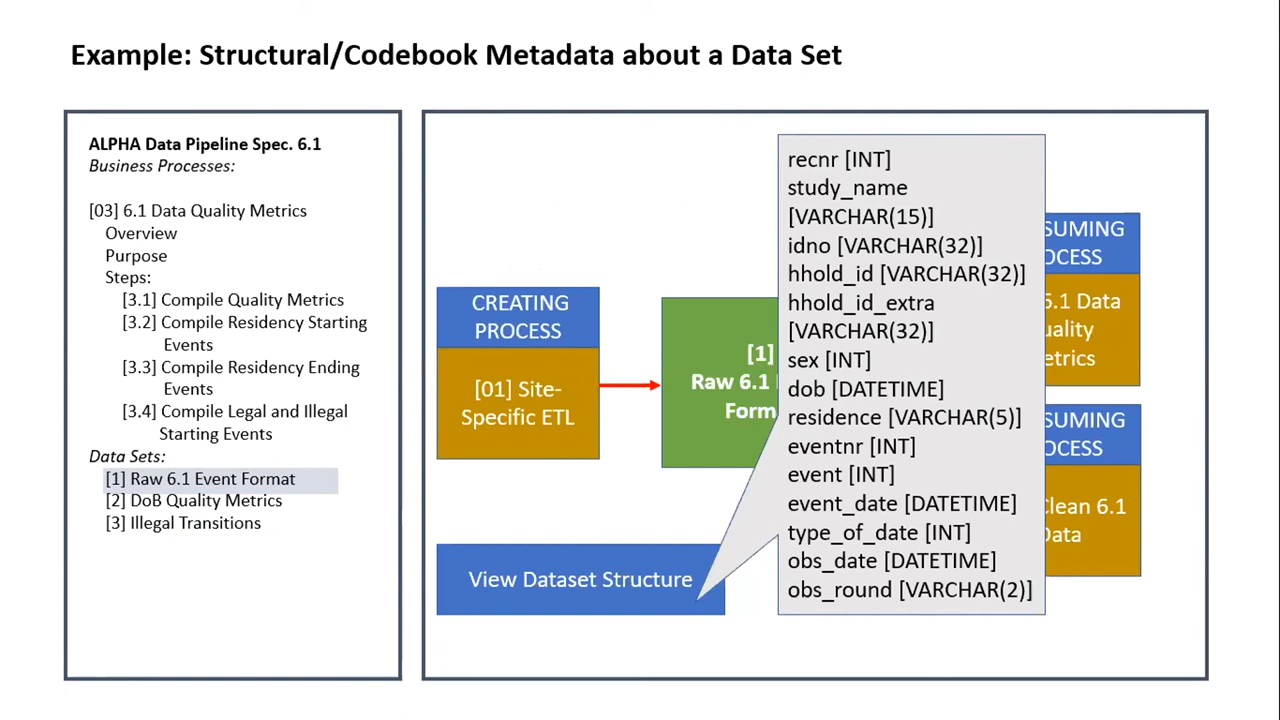 Example: Structural/Codebook Metadata about a Data Set
ALPHA Data Pipeline Spec. 6.1
Business Processes:
[03] 6.1 Data Quality Metrics
Overview
Purpose
Steps:
[3.1] Compile Quality Metrics
[3.2] Compile Residency Starting
Events
[3.3] Compile Residency Ending
Events
[3.4] Compile Legal and Illegal
Starting Events
Data Sets:
[1] Raw 6.1 Event Format
[2] DoB Quality Metrics
[3] Illegal Transitions
CREATING
PROCESS
[01] Site-
Specific ETL
[1]
Raw 6.1
Form
View Dataset Structure
recnr [INT]
study_name
[VARCHAR(15)]
idno [VARCHAR(32)]
hhold_id [VARCHAR(32)]
hhold_id_extra
[VARCHAR(32)]
sex [INT]
dob [DATETIME]
residence [VARCHAR(5)]
eventnr [INT]
event [INT]
event_date [DATETIME]
type_of_date [INT]
obs_date [DATETIME]
obs_round [VARCHAR(2)]
SUMING
OCESS
6.1 Data
uality
etrics
SUMING
OCESS
Clean 6.1
Data